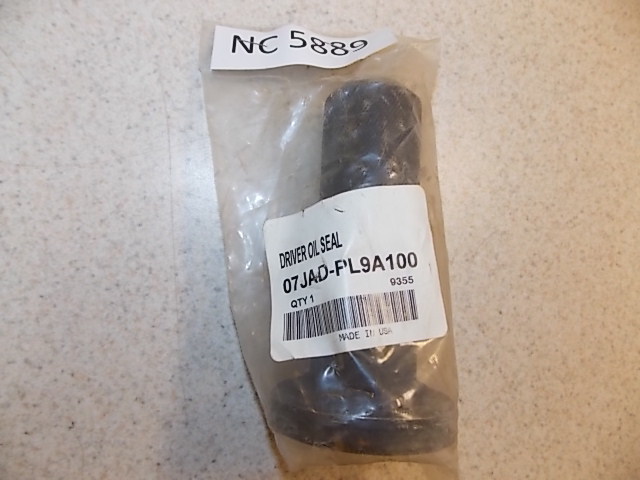 NC 5889
DRIVER OIL SEAL
07JAD-PL9A100
QTY 1 9355
MADE IN USA